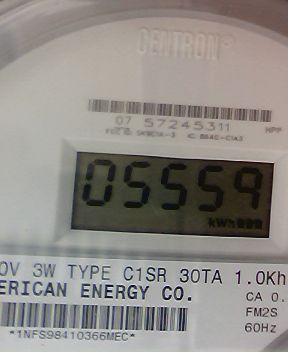 CENTRON®
07 57245311 HPP
05559
kWh
0V 3W TYPE C1SR 30TA 1.0Kh
ERICAN ENERGY CO. CA 0.
FM2S
60Hz
*1NFS98410366MEC*